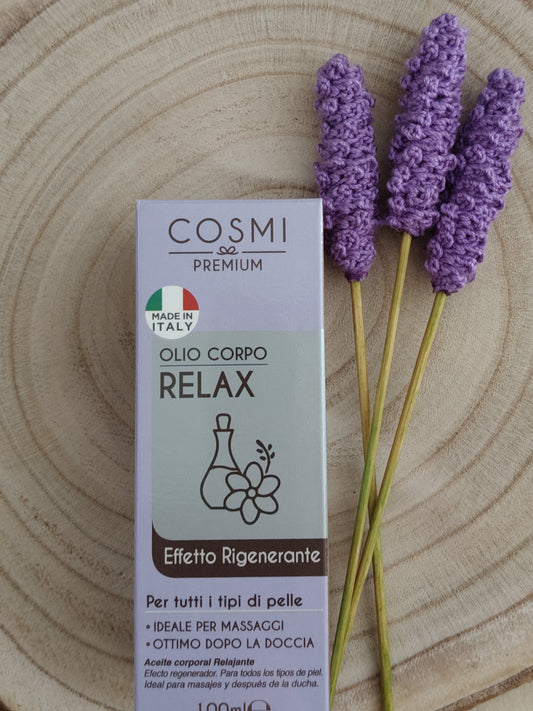 COSMI
PREMIUM
MADE IN
ITALY
OLIO CORPO
RELAX
Effetto Rigenerante
Per tutti i tipi di pelle
• IDEALE PER MASSAGGI
• OTTIMO DOPO LA DOCCIA
Aceite corporal Relajante
Efecto regenerador. Para todos los tipos de piel.
Ideal para masajes y después de la ducha.
100ml ℮